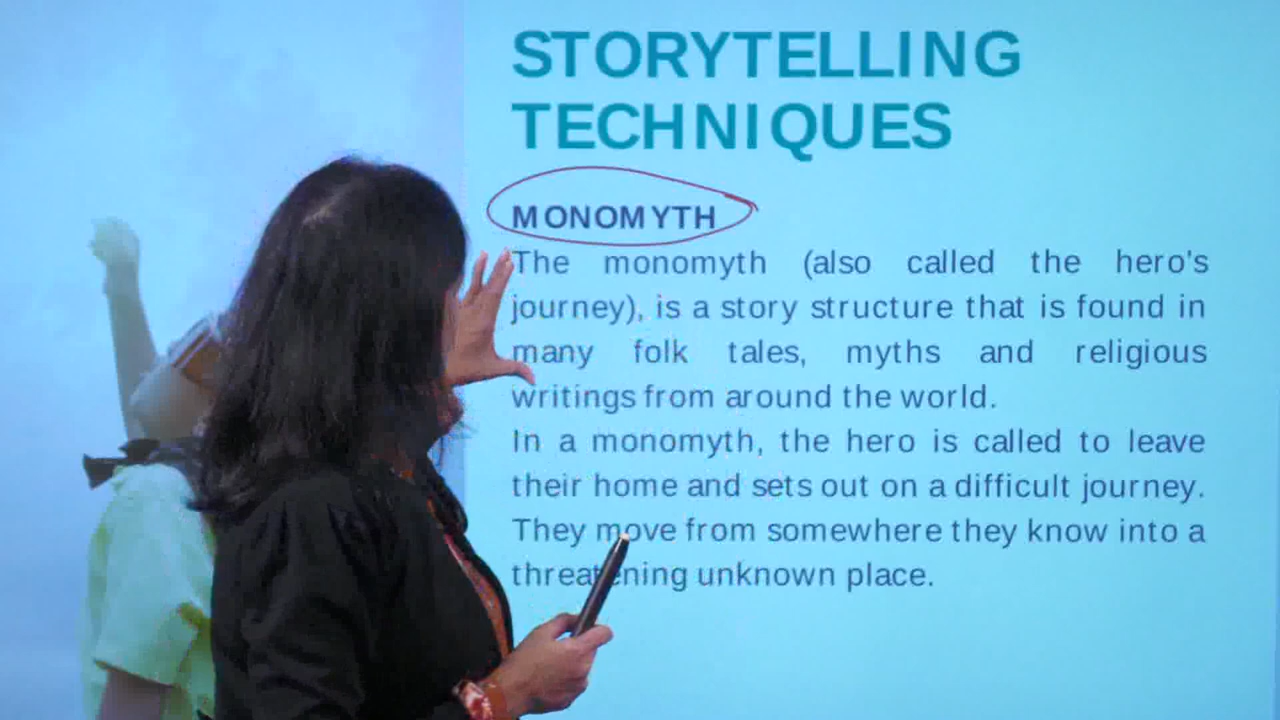 STORYTELLING
TECHNIQUES
MONOMYTH
The monomyth (also called the hero's
journey), is a story structure that is found in
many folk tales, myths and religious
writings from around the world.
In a monomyth, the hero is called to leave
their home and sets out on a difficult journey.
They move from somewhere they know into a
threatening unknown place.